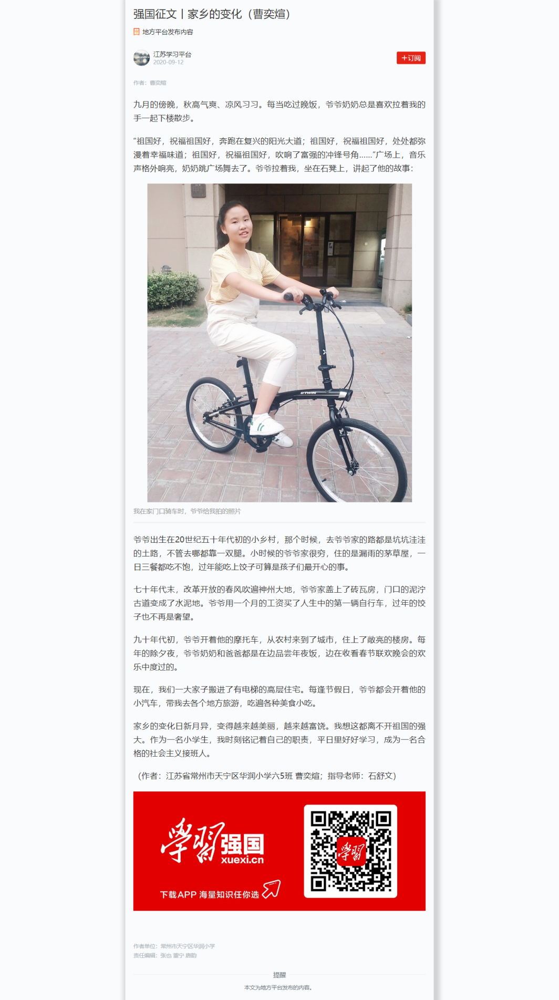 强国征文丨家乡的变化（曹奕煊）
地方平台发布内容
江苏学习平台
2020-09-12
+订阅
作者：曹奕煊
九月的傍晚，秋高气爽、凉风习习。每当吃过晚饭，爷爷奶奶总是喜欢拉着我的
手一起下楼散步。
“祖国好，祝福祖国好，奔跑在复兴的阳光大道；祖国好，祝福祖国好，处处都弥
漫着幸福味道；祖国好，祝福祖国好，吹响了富强的冲锋号角……”广场上，音乐
声格外响亮，奶奶跳广场舞去了。爷爷拉着我，坐在石凳上，讲起了他的故事：
BTWIN
我在家门口骑车时，爷爷给我拍的照片
爷爷出生在20世纪五十年代初的小乡村，那个时候，去爷爷家的路都是坑坑洼洼
的土路，不管去哪都靠一双腿。小时候的爷爷家很穷，住的是漏雨的茅草屋，一
日三餐都吃不饱，过年能吃上饺子可算是孩子们最开心的事。
七十年代末，改革开放的春风吹遍神州大地，爷爷家盖上了砖瓦房，门口的泥泞
古道变成了水泥地。爷爷用一个月的工资买了人生中的第一辆自行车，过年的饺
子也不再是奢望。
九十年代初，爷爷开着他的摩托车，从农村来到了城市，住上了敞亮的楼房。每
年的除夕夜，爷爷奶奶和爸爸都是在边品尝年夜饭，边在收看春节联欢晚会的欢
乐中度过的。
现在，我们一大家子搬进了有电梯的高层住宅。每逢节假日，爷爷都会开着他的
小汽车，带我去各个地方旅游，吃遍各种美食小吃。
家乡的变化日新月异，变得越来越美丽，越来越富饶。我想这都离不开祖国的强
大。作为一名小学生，我时刻铭记着自己的职责，平日里好好学习，成为一名合
格的社会主义接班人。
（作者：江苏省常州市天宁区华润小学六5班 曹奕煊；指导老师：石舒文）
學習强国
xuexi.cn
下载APP 海量知识任你选
學習
作者单位：常州市天宁区华润小学
责任编辑：张也 董宁 唐韵
提醒
本文为地方平台发布的内容。